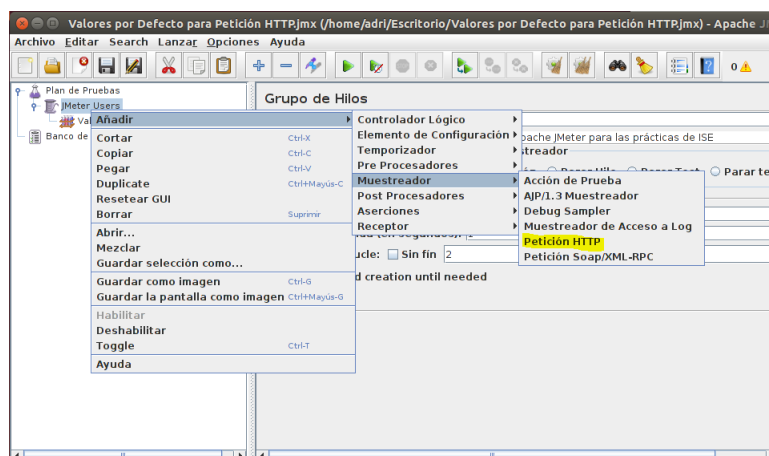 Valores por Defecto para Petición HTTP.jmx (/home/adri/Escritorio/Valores por Defecto para Petición HTTP.jmx) - Apache J
Archivo Editar Search Lanzar Opciones Ayuda
0
Plan de Pruebas
JMeter Users
Val
Banco de
Grupo de Hilos
Añadir
Cortar Ctrl-X
Copiar Ctrl-C
Pegar Ctrl-V
Duplicate Ctrl+Mayús-C
Resetear GUI
Borrar Suprimir
Abrir...
Mezclar
Guardar selección como...
Guardar como imagen Ctrl-G
Guardar la pantalla como imagen Ctrl+Mayús-G
Habilitar
Deshabilitar
Toggle Ctrl-T
Ayuda
Controlador Lógico
Elemento de Configuración
Temporizador
Pre Procesadores
Muestreador
Post Procesadores
Aserciones
Receptor
pache JMeter para las prácticas de ISE
streador
Parar te
Acción de Prueba
AJP/1.3 Muestreador
Debug Sampler
Muestreador de Acceso a Log
Petición HTTP
Petición Soap/XML-RPC
ucle: Sin fín 2
d creation until needed